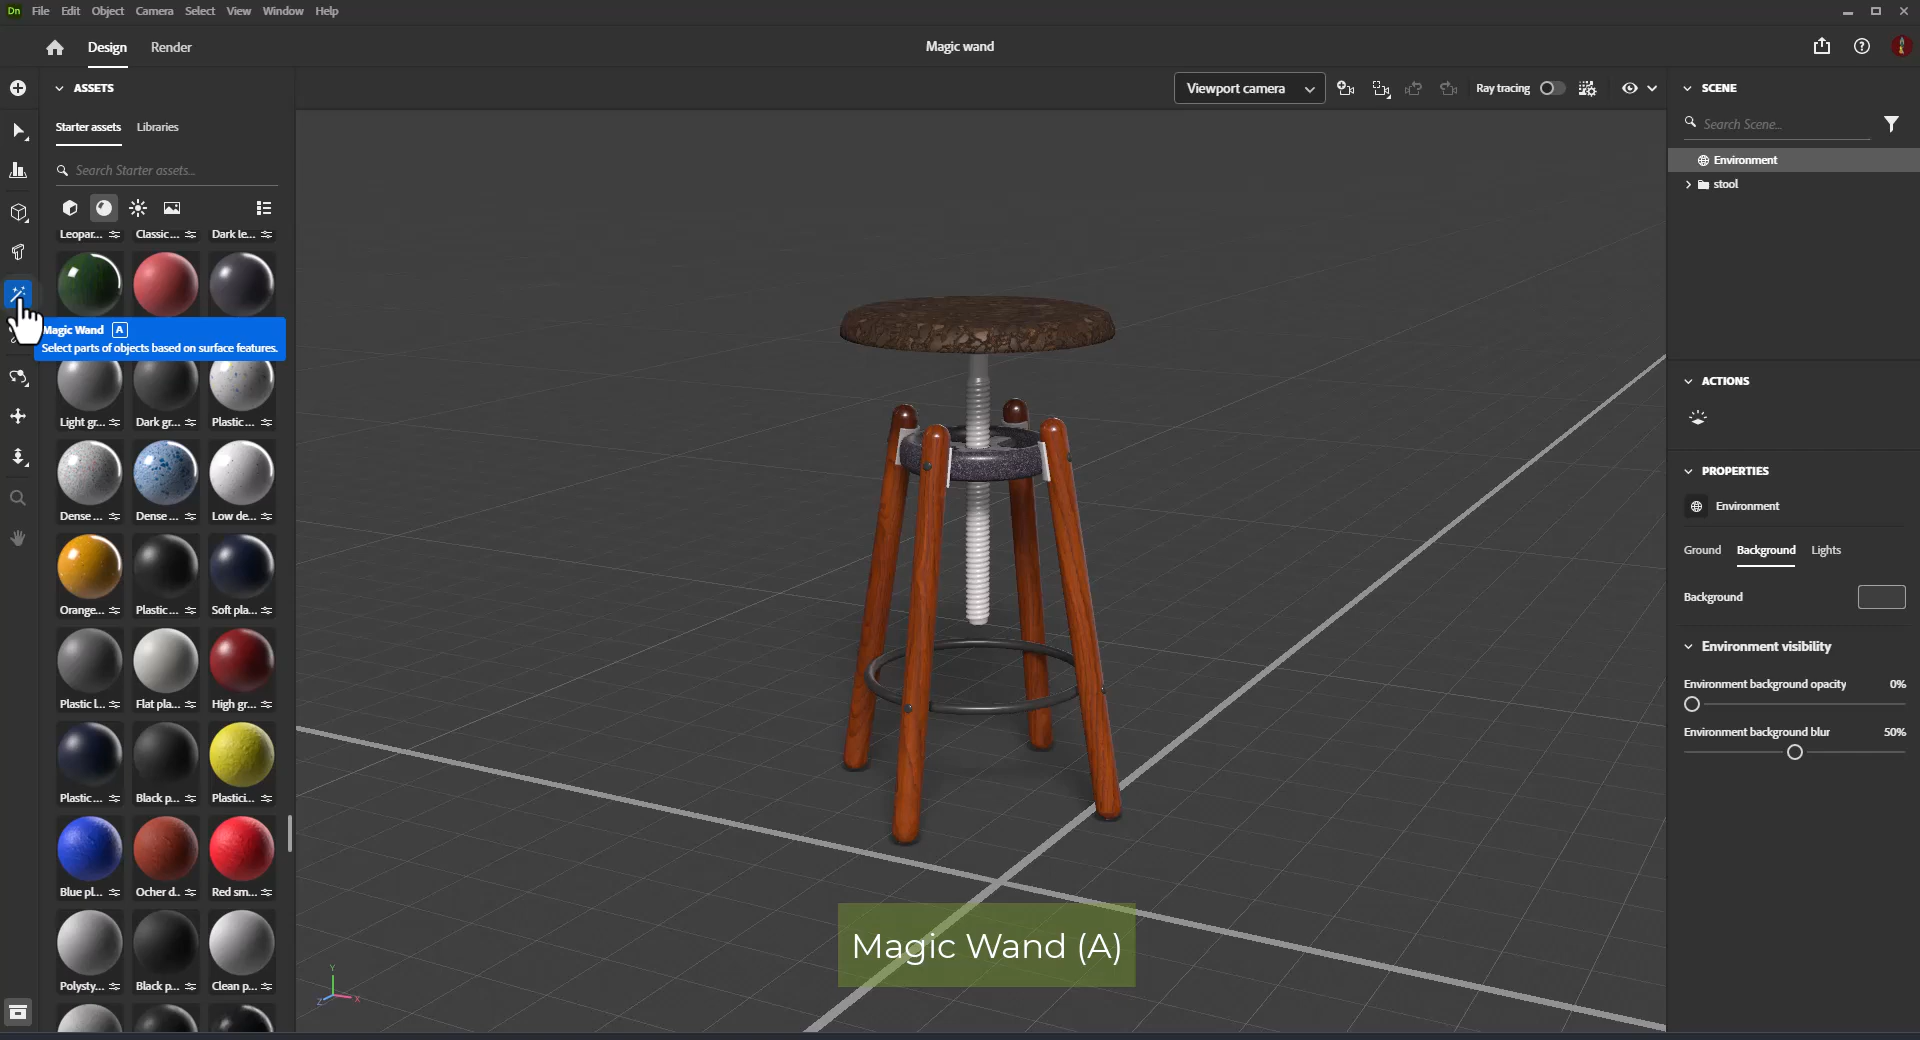 Dn File Edit Object Camera Select View Window Help
Design Render Magic wand
ASSETS
Starter assets Libraries
Search Starter assets...
Leopar... Classic ... Dark le...
Magic Wand A
Select parts of objects based on surface features.
Light gr... Dark gr... Plastic ...
Dense ... Dense ... Low de...
Orange... Plastic ... Soft pla...
Plastic l... Flat pla... High gr...
Plastic ... Black p... Plastici...
Blue pl... Ocher d.. Red sm...
Polysty... Black p... Clean p...
Viewport camera Ray tracing
Y
Z X
Magic Wand (A)
SCENE
Search Scene...
Environment
stool
ACTIONS
PROPERTIES
Environment
Ground Background Lights
Background
Environment visibility
Environment background opacity 0%
Environment background blur 50%